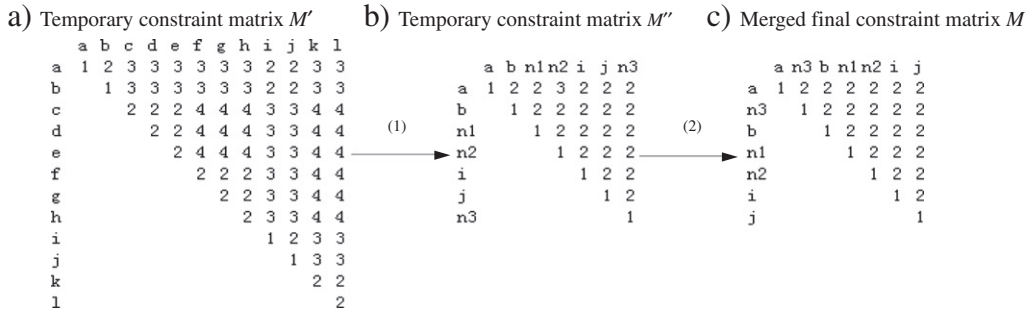 a) Temporary constraint matrix M′
a b c d e f g h i j k l
a 1 2 3 3 3 3 3 3 2 2 3 3
b 1 3 3 3 3 3 3 2 2 3 3
c 2 2 2 4 4 4 3 3 4 4
d 2 2 4 4 4 3 3 4 4
e 2 4 4 4 3 3 4 4
f 2 2 2 3 3 4 4
g 2 2 3 3 4 4
h 2 3 3 4 4
i 1 2 3 3
j 1 3 3
k 2 2
l 2
(1)
b) Temporary constraint matrix M″
a b n1 n2 i j n3
a 1 2 2 3 2 2 2
b 1 2 2 2 2 2
n1 1 2 2 2 2
n2 1 2 2 2
i 1 2 2
j 1 2
n3 1
(2)
c) Merged final constraint matrix M
a n3 b n1 n2 i j
a 1 2 2 2 2 2 2
n3 1 2 2 2 2 2
b 1 2 2 2 2
n1 1 2 2 2
n2 1 2 2
i 1 2
j 1